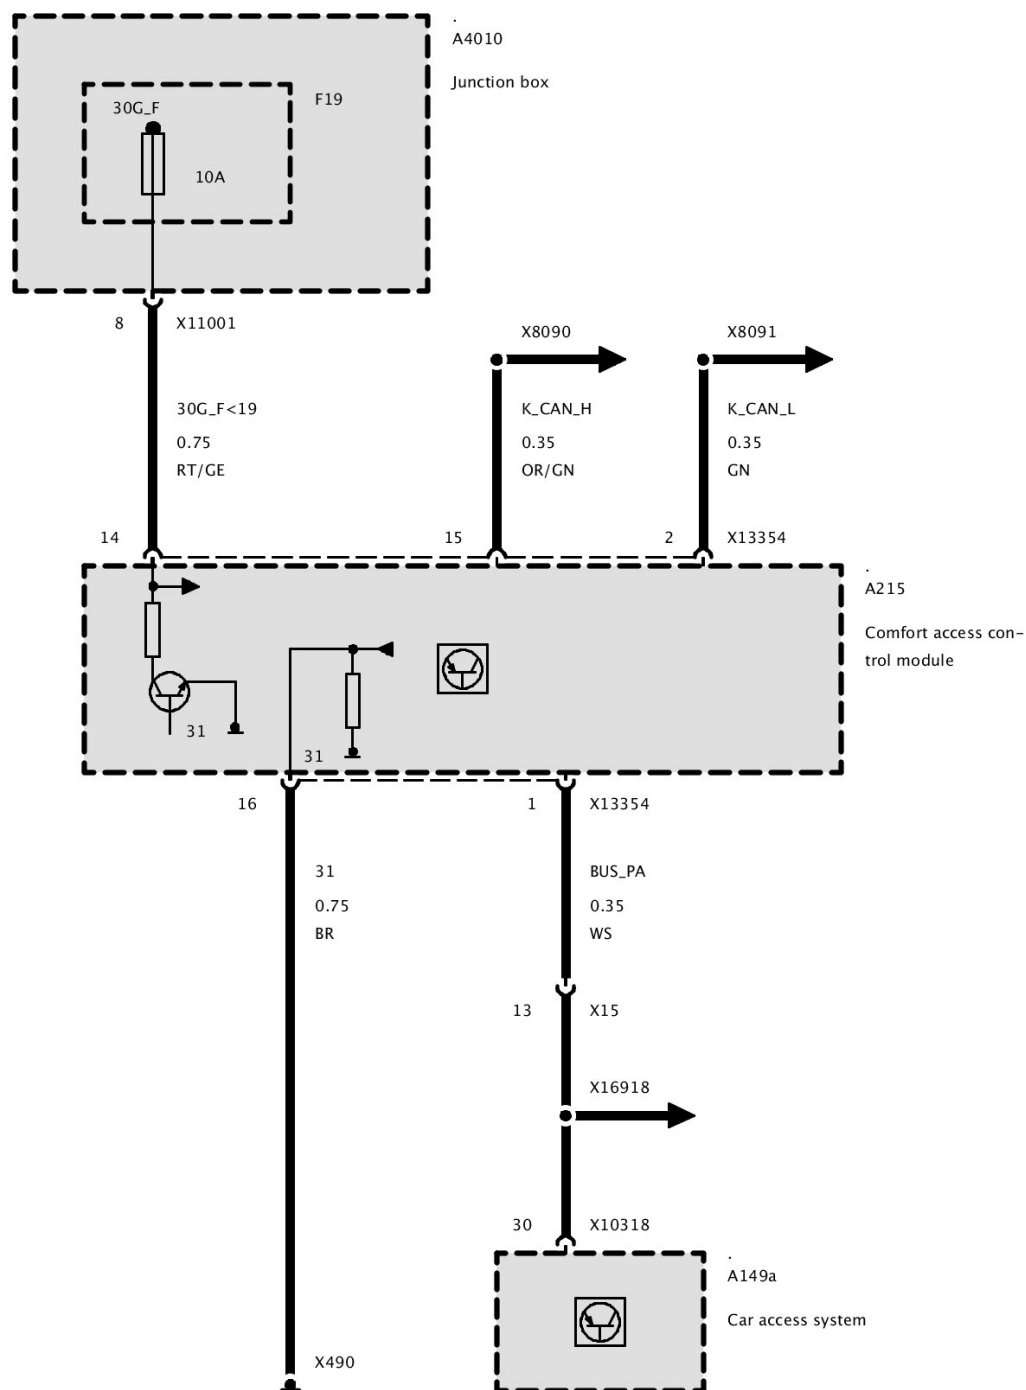 .
A4010
Junction box
F19
30G_F
10A
8 X11001
X8090
X8091
30G_F<19
0.75
RT/GE
K_CAN_H
0.35
OR/GN
K_CAN_L
0.35
GN
14
15
2 X13354
.
A215
Comfort access con-
trol module
31
31
16
1 X13354
31
0.75
BR
BUS_PA
0.35
WS
13 X15
X16918
30 X10318
.
A149a
Car access system
X490